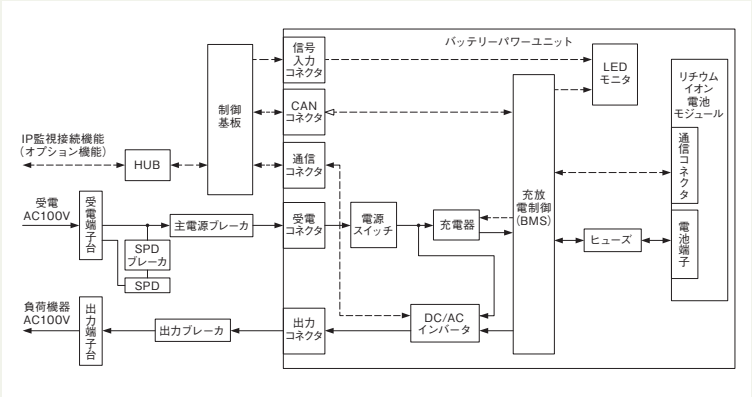 バッテリーパワーユニット
信号
入力
コネクタ
LED
モニタ
リチウム
イオン
電池
モジュール
制御
基板
CAN
コネクタ
IP監視接続機能
(オプション機能)
HUB
通信
コネクタ
通信コネクタ
充放
電制御
(BMS)
受電
AC100V
受電端子台
主電源ブレーカ
受電
コネクタ
電源
スイッチ
充電器
ヒューズ
電池端子
SPD
ブレーカ
SPD
負荷機器
AC100V
出力端子台
出力ブレーカ
出力
コネクタ
DC/AC
インバータ